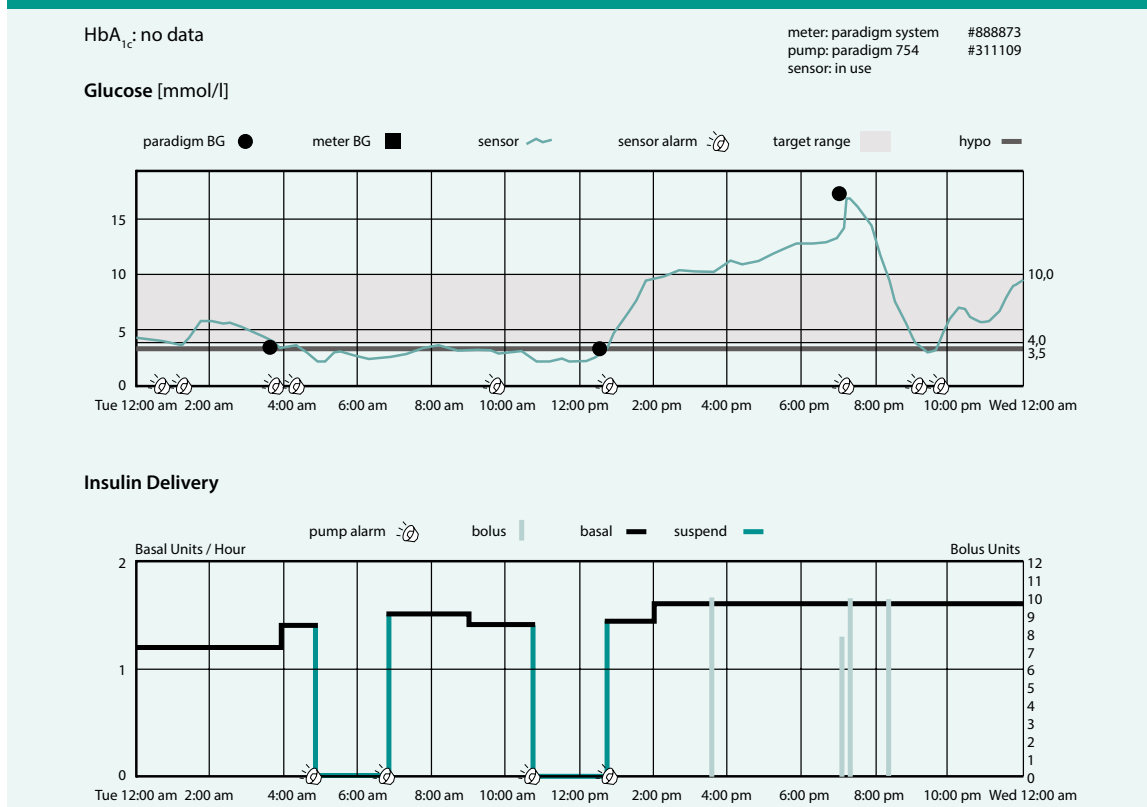 HbA1c: no data
meter: paradigm system #888873
pump: paradigm 754 #311109
sensor: in use
Glucose [mmol/l]
paradigm BG meter BG sensor sensor alarm target range hypo
15
10 10,0
5
4,0
3,5
0
Tue 12:00 am 2:00 am 4:00 am 6:00 am 8:00 am 10:00 am 12:00 pm 2:00 pm 4:00 pm 6:00 pm 8:00 pm 10:00 pm Wed 12:00 am
Insulin Delivery
pump alarm bolus basal suspend
Basal Units / Hour Bolus Units
2 12
11
10
9
8
7
1 6
5
4
3
2
1
0 0
Tue 12:00 am 2:00 am 4:00 am 6:00 am 8:00 am 10:00 am 12:00 pm 2:00 pm 4:00 pm 6:00 pm 8:00 pm 10:00 pm Wed 12:00 am